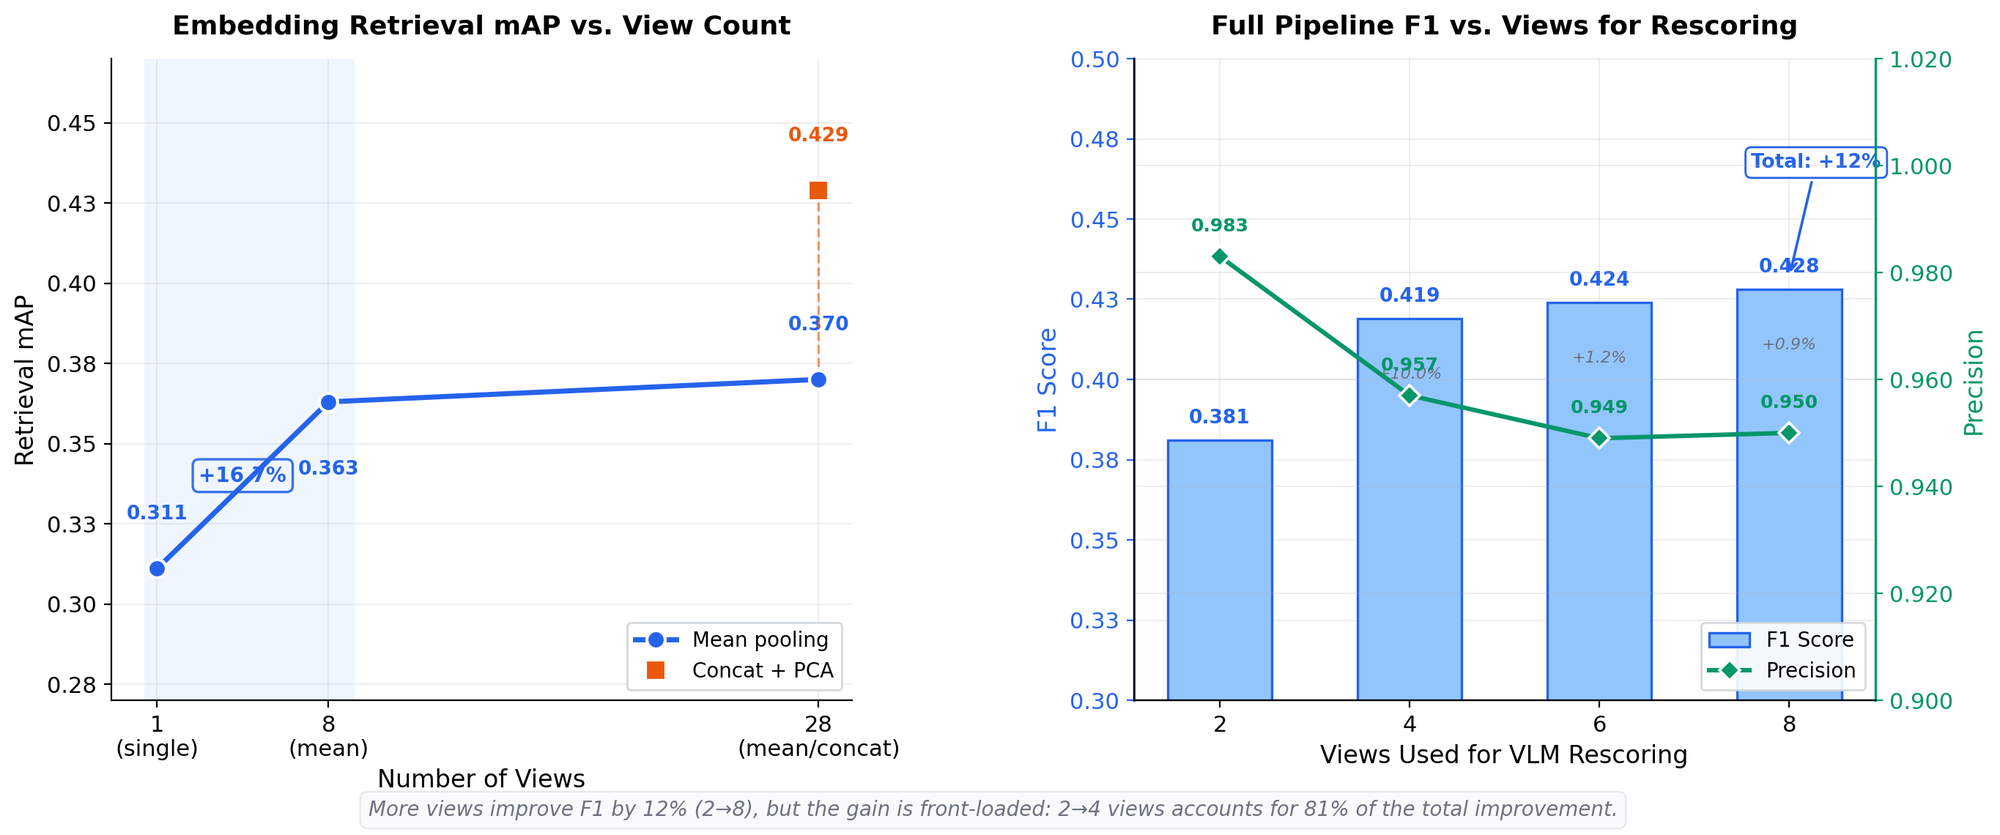 Embedding Retrieval mAP vs. View Count
Retrieval mAP
0.45
0.43
0.40
0.38
0.35
0.33
0.30
0.28
0.429
0.370
0.363
+16.7%
0.311
Mean pooling
Concat + PCA
1
(single)
8
(mean)
28
(mean/concat)
Number of Views
Full Pipeline F1 vs. Views for Rescoring
F1 Score
0.50
0.48
0.45
0.43
0.40
0.38
0.35
0.33
0.30
Total: +12%
0.983
0.381
0.419
0.957
+10.0%
0.424
+1.2%
0.949
0.428
+0.9%
0.950
F1 Score
Precision
1.020
1.000
0.980
0.960
0.940
0.920
0.900
Precision
2
4
6
8
Views Used for VLM Rescoring
More views improve F1 by 12% (2→8), but the gain is front-loaded: 2→4 views accounts for 81% of the total improvement.